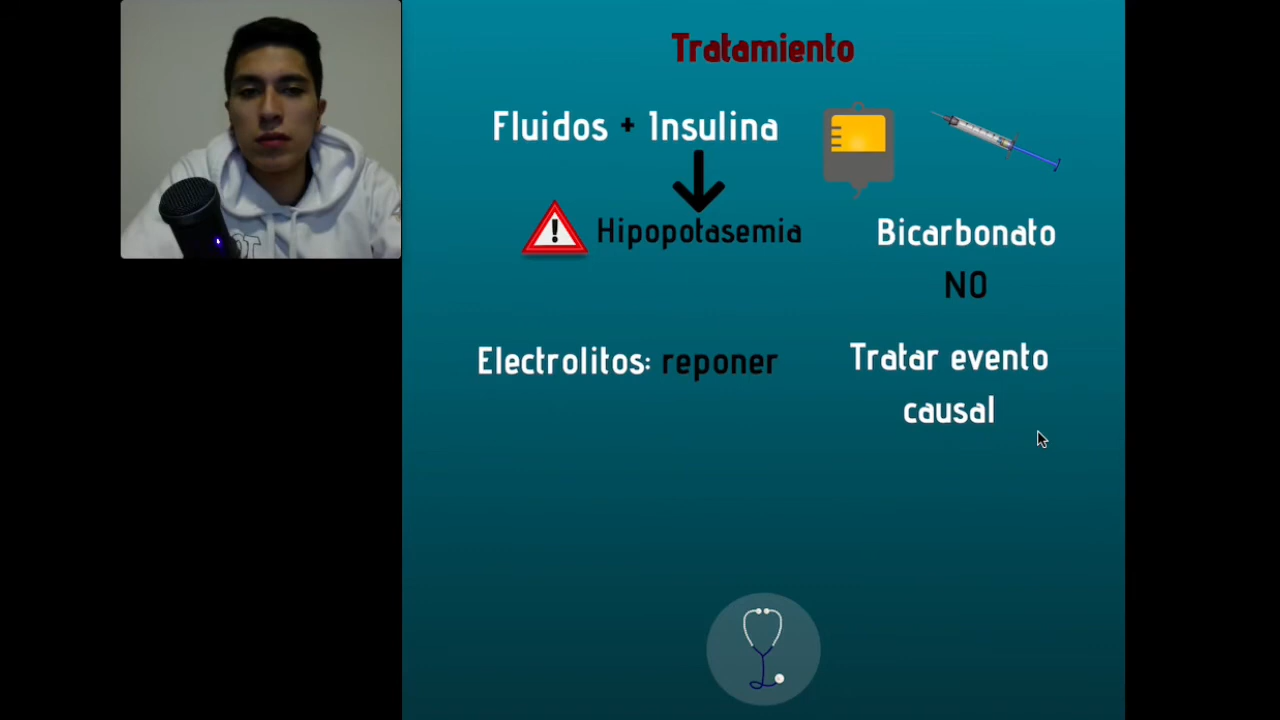 Tratamiento
Fluidos + Insulina
! Hipopotasemia
Bicarbonato
NO
Electrolitos: reponer
Tratar evento
causal